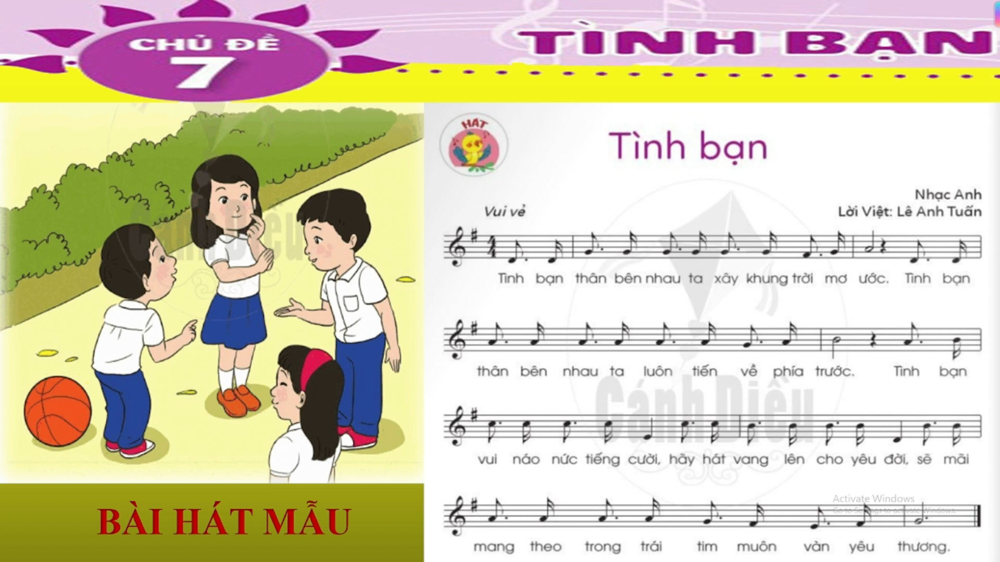 CHỦ ĐỀ
7
TÌNH BẠN
HÁT
Tình bạn
Nhạc Anh
Vui vẻ
Lời Việt: Lê Anh Tuấn
4
4
Tình bạn thân bên nhau ta xây khung trời mơ ước. Tình bạn
thân bên nhau ta luôn tiến về phía trước. Tình bạn
vui náo nức tiếng cười, hãy hát vang lên cho yêu đời, sẽ mãi
mang theo trong trái tim muôn vàn yêu thương.
BÀI HÁT MẪU
Cánh Diều
Cánh Diều
Activate Windows
Go to Settings to activate Windows.